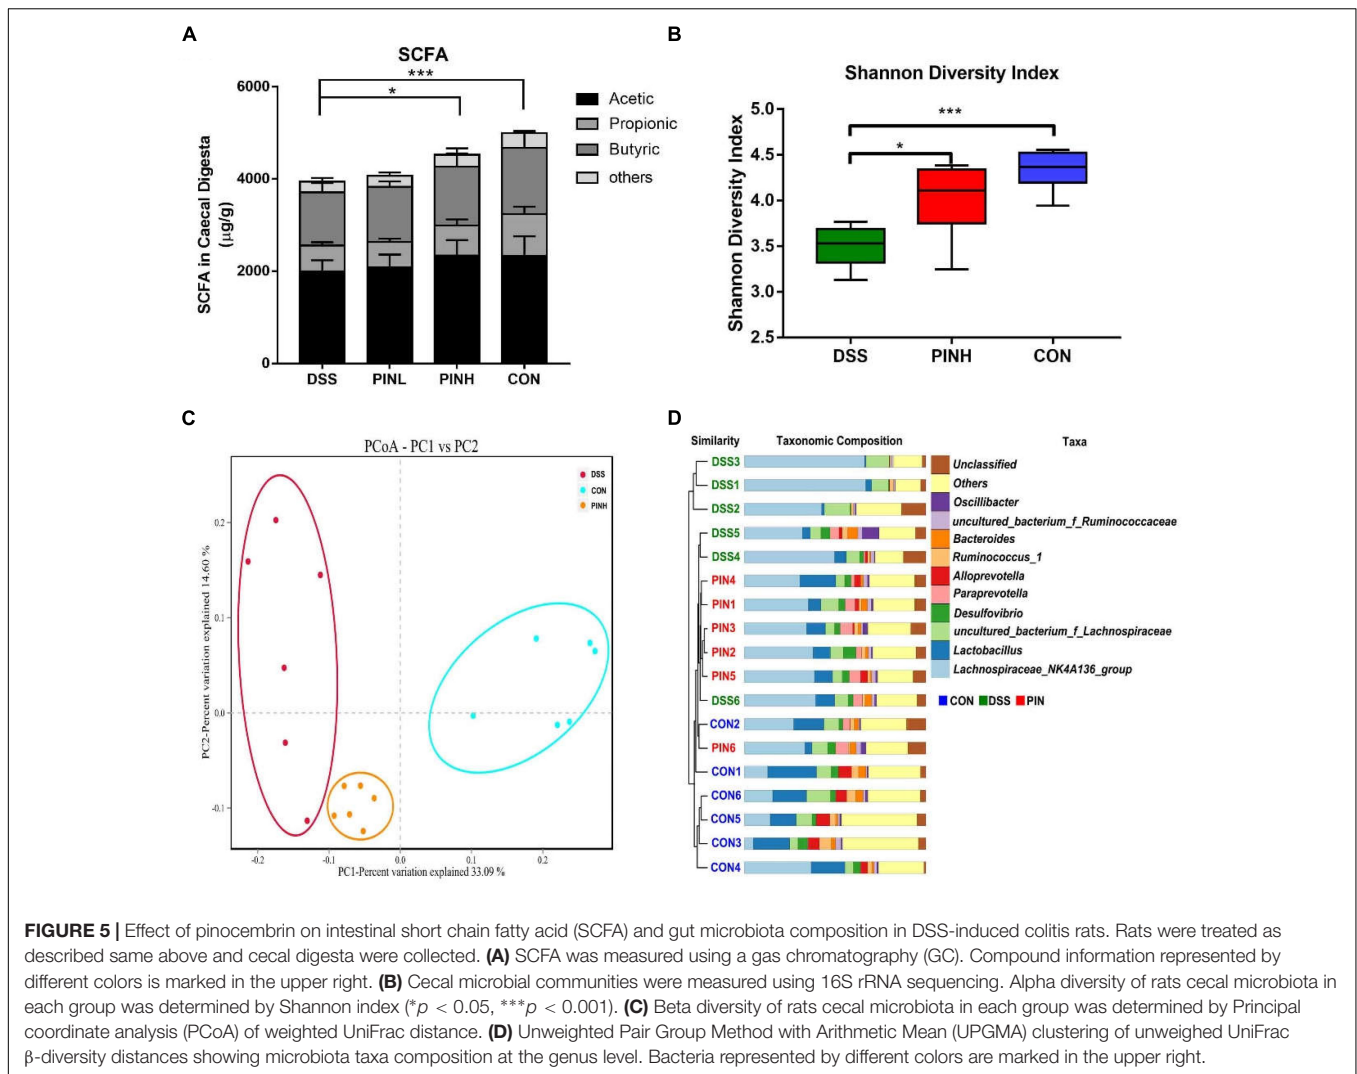 A
SCFA
***
*
6000
4000
2000
0
SCFA in Caecal Digesta
(μg/g)
DSS PINL PINH CON
Acetic
Propionic
Butyric
others
B
Shannon Diversity Index
***
*
5.0
4.5
4.0
3.5
3.0
2.5
Shannon Diversity Index
DSS PINH CON
C
PCoA - PC1 vs PC2
DSS
CON
PINH
0.2
0.1
0.0
-0.1
PC2-Percent variation explained 14.60 %
-0.2 -0.1 0.0 0.1 0.2
PC1-Percent variation explained 33.09 %
D
Similarity Taxonomic Composition Taxa
DSS3
DSS1
DSS2
DSS5
DSS4
PIN4
PIN1
PIN3
PIN2
PIN5
DSS6
CON2
PIN6
CON1
CON6
CON5
CON3
CON4
Unclassified
Others
Oscillibacter
uncultured_bacterium_f_Ruminococcaceae
Bacteroides
Ruminococcus_1
Alloprevotella
Paraprevotella
Desulfovibrio
uncultured_bacterium_f_Lachnospiraceae
Lactobacillus
Lachnospiraceae_NK4A136_group
CON DSS PIN
FIGURE 5 | Effect of pinocembrin on intestinal short chain fatty acid (SCFA) and gut microbiota composition in DSS-induced colitis rats. Rats were treated as
described same above and cecal digesta were collected. (A) SCFA was measured using a gas chromatography (GC). Compound information represented by
different colors is marked in the upper right. (B) Cecal microbial communities were measured using 16S rRNA sequencing. Alpha diversity of rats cecal microbiota in
each group was determined by Shannon index (*p < 0.05, ***p < 0.001). (C) Beta diversity of rats cecal microbiota in each group was determined by Principal
coordinate analysis (PCoA) of weighted UniFrac distance. (D) Unweighted Pair Group Method with Arithmetic Mean (UPGMA) clustering of unweighed UniFrac
β-diversity distances showing microbiota taxa composition at the genus level. Bacteria represented by different colors are marked in the upper right.